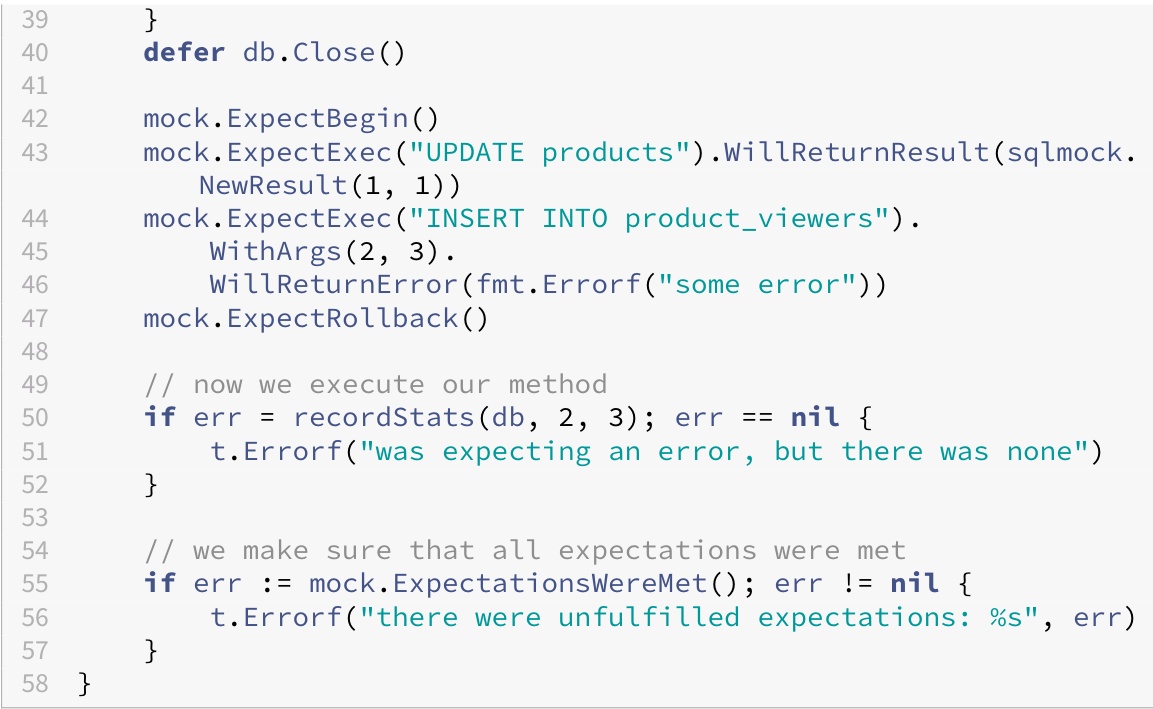 39 }
40 defer db.Close()
41
42 mock.ExpectBegin()
43 mock.ExpectExec("UPDATE products").WillReturnResult(sqlmock.
NewResult(1, 1))
44 mock.ExpectExec("INSERT INTO product_viewers").
45 WithArgs(2, 3).
46 WillReturnError(fmt.Errorf("some error"))
47 mock.ExpectRollback()
48
49 // now we execute our method
50 if err = recordStats(db, 2, 3); err == nil {
51 t.Errorf("was expecting an error, but there was none")
52 }
53
54 // we make sure that all expectations were met
55 if err := mock.ExpectationsWereMet(); err != nil {
56 t.Errorf("there were unfulfilled expectations: %s", err)
57 }
58 }